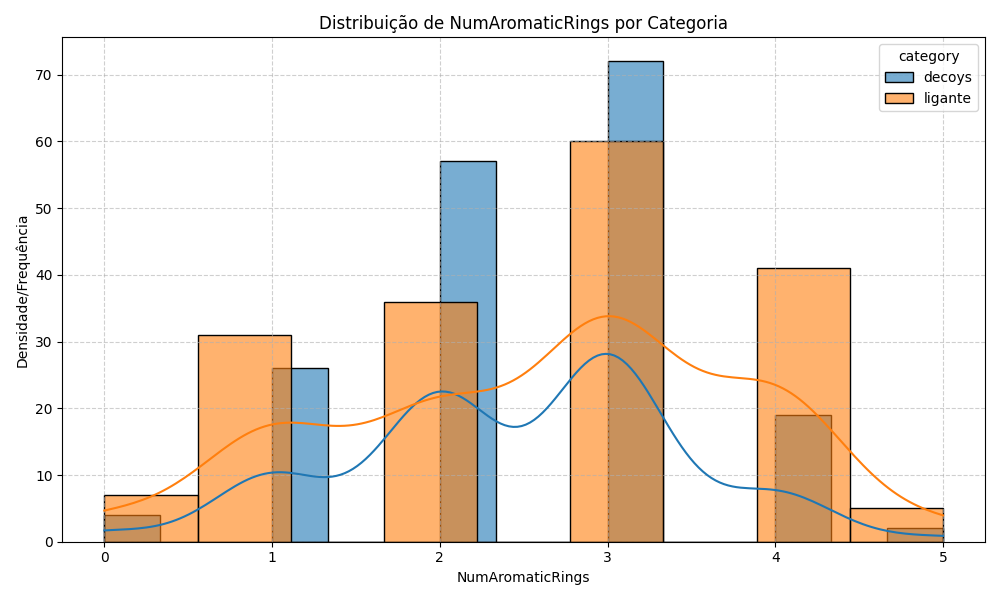 Distribuição de NumAromaticRings por Categoria
category
decoys
ligante
Densidade/Frequência
70
60
50
40
30
20
10
0
0 1 2 3 4 5
NumAromaticRings